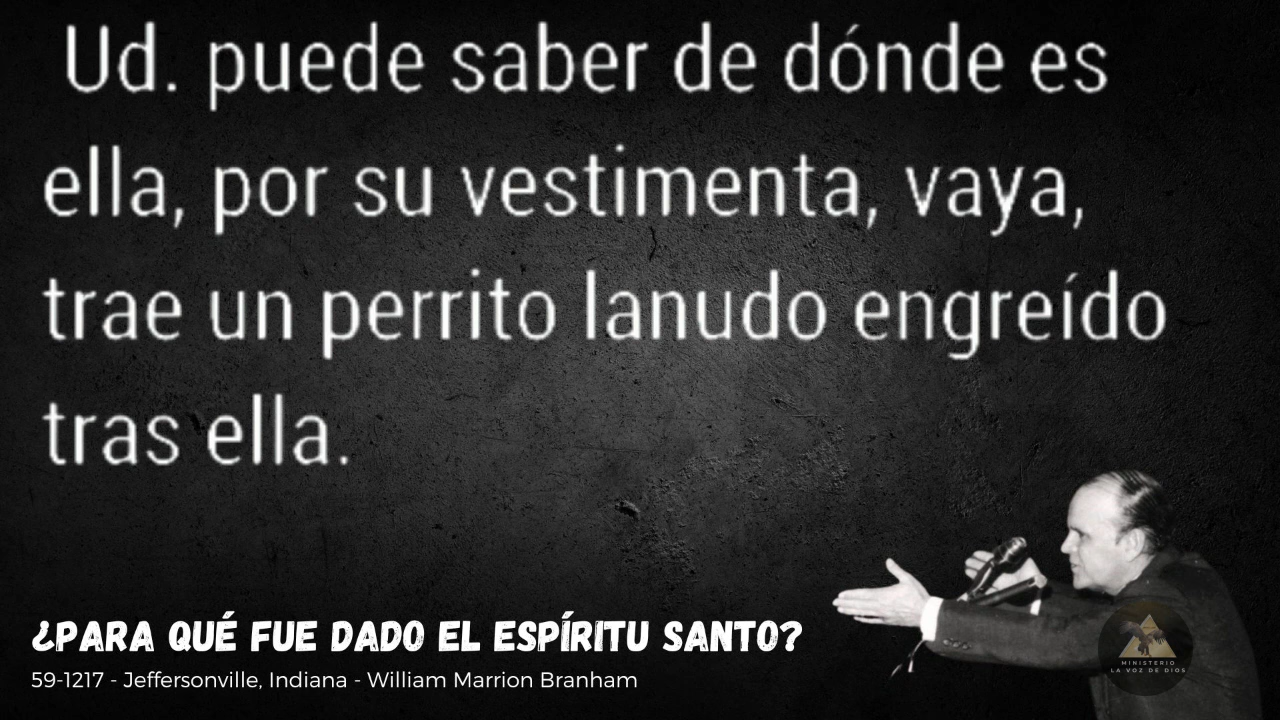 Ud. puede saber de dónde es
ella, por su vestimenta, vaya,
trae un perrito lanudo engreído
tras ella.
¿PARA QUÉ FUE DADO EL ESPÍRITU SANTO?
59-1217 - Jeffersonville, Indiana - William Marrion Branham
MINISTERIO
LA VOZ DE DIOS